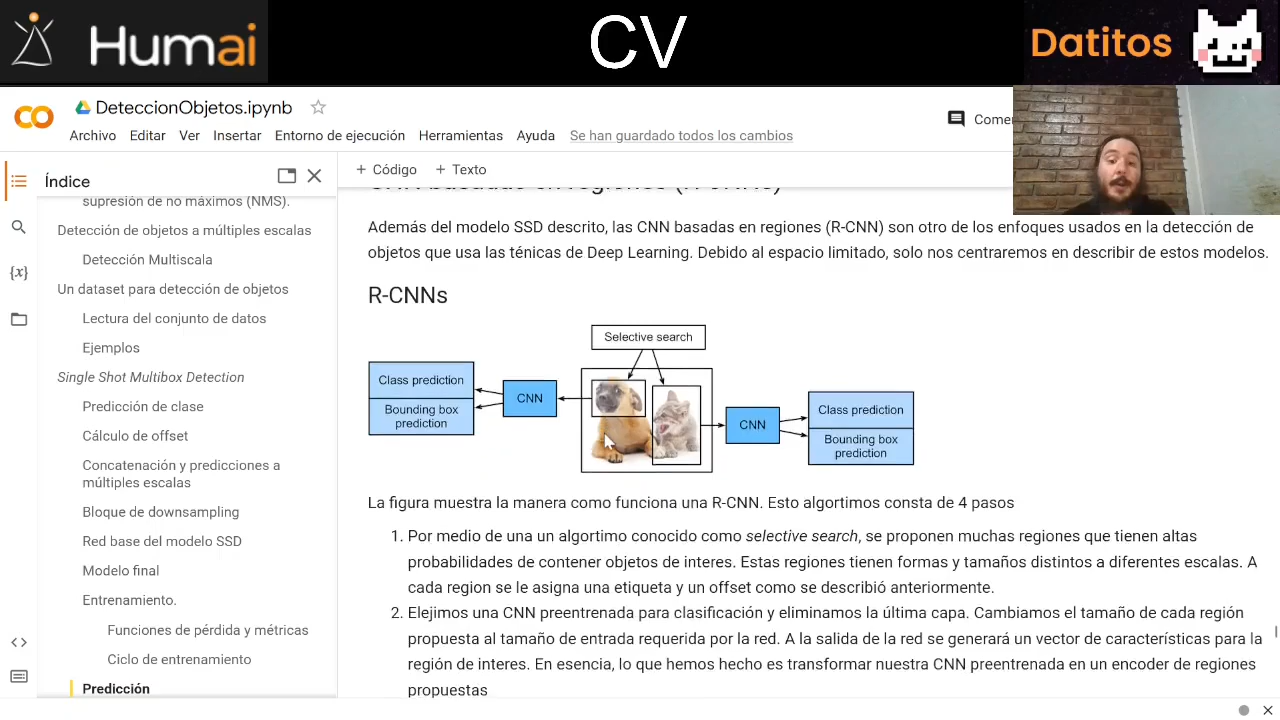 Humai
CV
Datitos
DeteccionObjetos.ipynb
Archivo Editar Ver Insertar Entorno de ejecución Herramientas Ayuda Se han guardado todos los cambios
Índice
+ Código + Texto
supresión de no máximos (NMS).
Detección de objetos a múltiples escalas
Detección Multiscala
Un dataset para detección de objetos
Lectura del conjunto de datos
Ejemplos
Single Shot Multibox Detection
Predicción de clase
Cálculo de offset
Concatenación y predicciones a
múltiples escalas
Bloque de downsampling
Red base del modelo SSD
Modelo final
Entrenamiento.
Funciones de pérdida y métricas
Ciclo de entrenamiento
Predicción
Además del modelo SSD descrito, las CNN basadas en regiones (R-CNN) son otro de los enfoques usados en la detección de
objetos que usa las ténicas de Deep Learning. Debido al espacio limitado, solo nos centraremos en describir de estos modelos.
R-CNNs
Selective search
Class prediction
Bounding box
prediction
CNN
CNN
Class prediction
Bounding box
prediction
La figura muestra la manera como funciona una R-CNN. Esto algortimos consta de 4 pasos
1. Por medio de una un algortimo conocido como selective search, se proponen muchas regiones que tienen altas
probabilidades de contener objetos de interes. Estas regiones tienen formas y tamaños distintos a diferentes escalas. A
cada region se le asigna una etiqueta y un offset como se describió anteriormente.
2. Elejimos una CNN preentrenada para clasificación y eliminamos la última capa. Cambiamos el tamaño de cada región
propuesta al tamaño de entrada requerida por la red. A la salida de la red se generará un vector de características para la
región de interes. En esencia, lo que hemos hecho es transformar nuestra CNN preentrenada en un encoder de regiones
propuestas